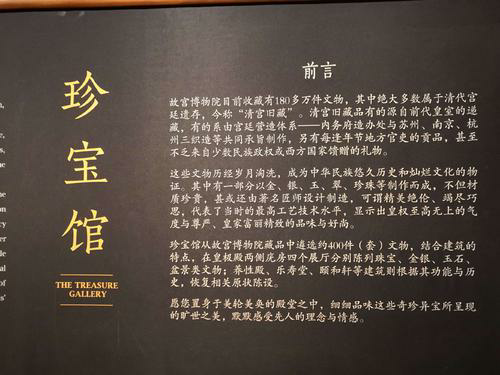 珍宝馆
THE TREASURE
GALLERY
前言
故宫博物院目前收藏有180多万件文物，其中绝大多数属于清代宫
廷遗存，今称“清宫旧藏”。清宫旧藏品有的源自前代皇室的递
藏，有的系由宫廷营造体系——内务府造办处与苏州、南京、杭
州三织造等共同承旨制作，另有每逢年节地方官吏的贡品，甚至
不乏来自少数民族政权或西方国家馈赠的礼物。
这些文物历经岁月淘洗，成为中华民族悠久历史和灿烂文化的物
证。其中有一部分以金、银、玉、翠、珍珠等制作而成，不但材
质珍贵，甚或还由著名匠师设计制造，可谓精美绝伦、竭尽巧
思，代表了当时的最高工艺技术水平，显示出皇权至高无上的气
度与尊严、皇家富丽精致的品味与好尚。
珍宝馆从故宫博物院藏品中遴选约400件（套）文物，结合建筑的
特点，在皇极殿两侧庑房四个展厅分别陈列珠宝、金银、玉石、
盆景类文物；养性殿、乐寿堂、颐和轩等建筑则根据其功能与历
史，恢复相关原状陈设。
愿您置身于美轮美奂的殿堂之中，细细品味这些奇珍异宝所呈现
的旷世之美，默默感受先人的理念与情感。